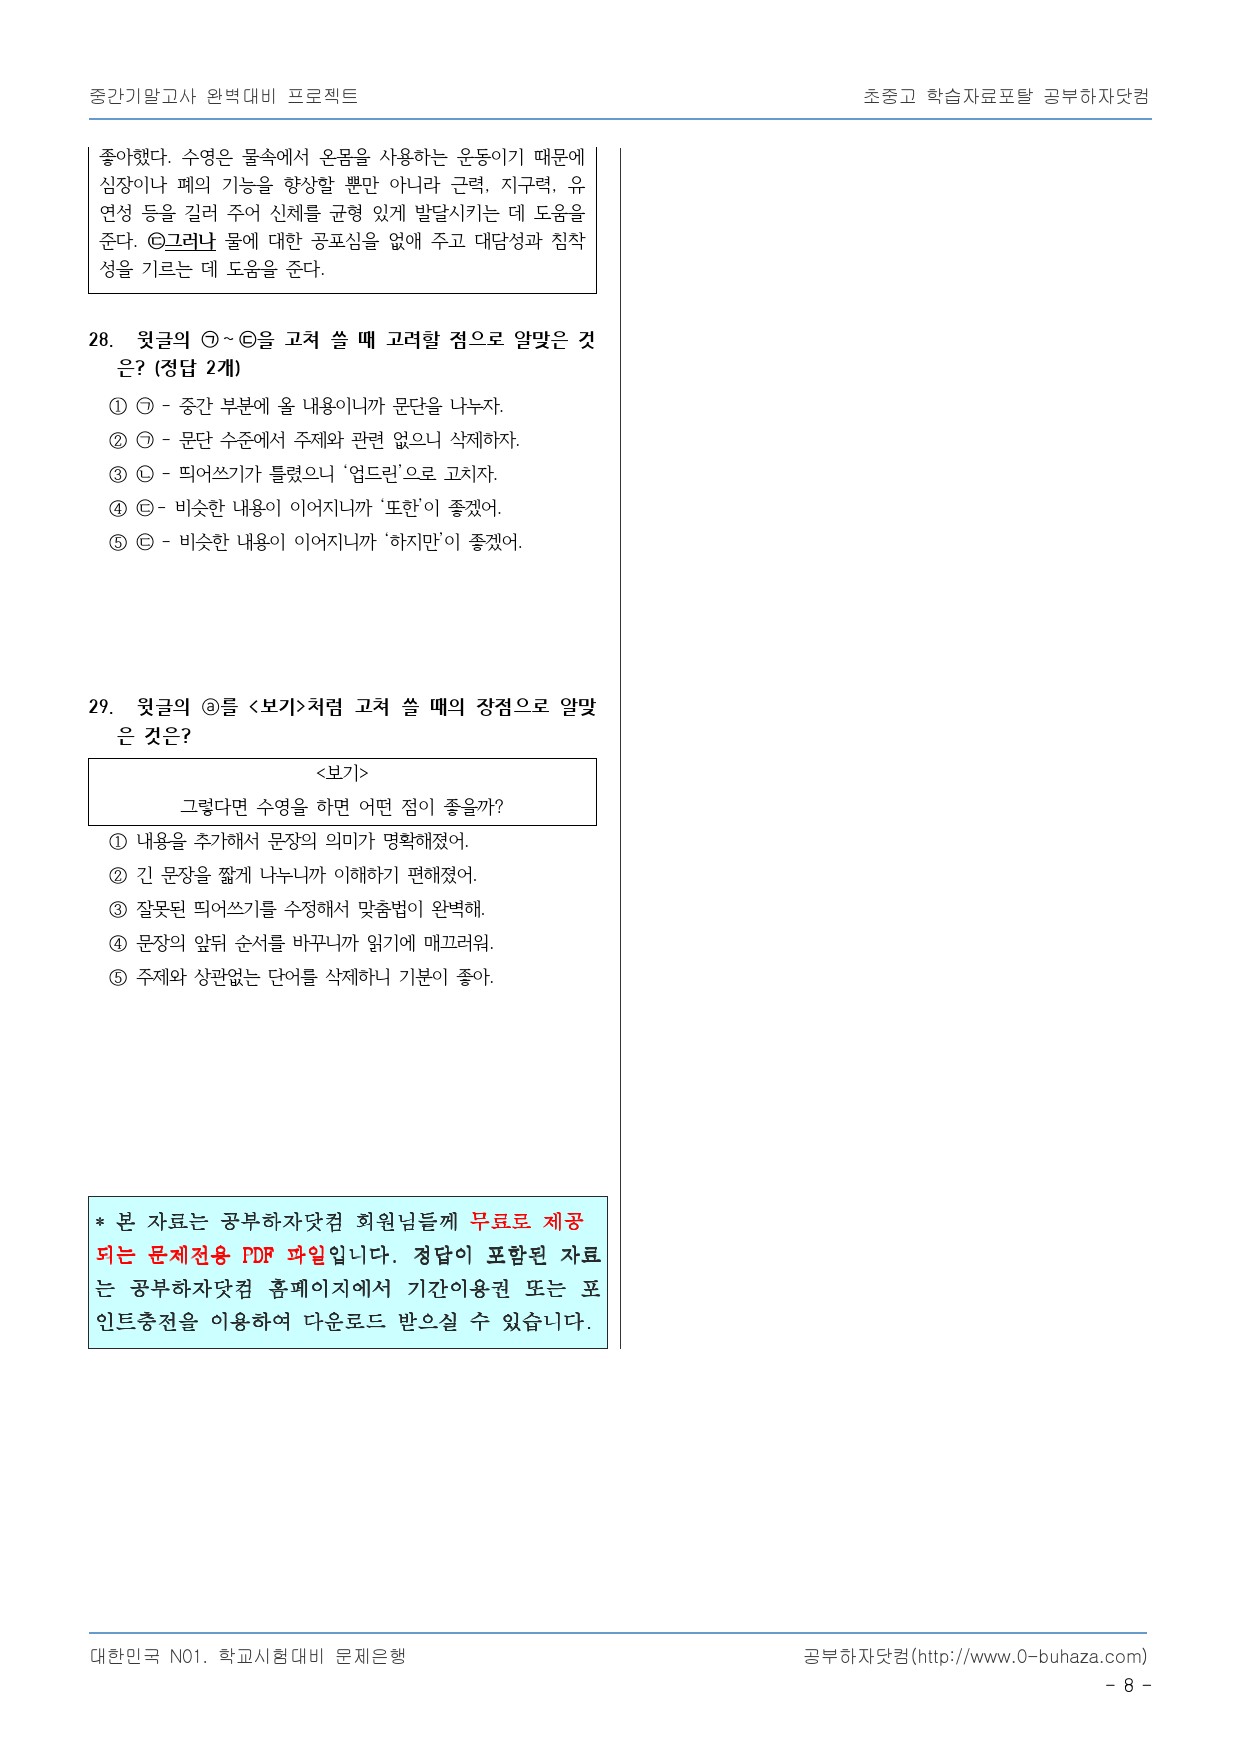 중간기말고사 완벽대비 프로젝트
초중고 학습자료포탈 공부하자닷컴
좋아했다. 수영은 물속에서 온몸을 사용하는 운동이기 때문에
심장이나 폐의 기능을 향상할 뿐만 아니라 근력, 지구력, 유
연성 등을 길러 주어 신체를 균형 있게 발달시키는 데 도움을
준다. ㉢그러나 물에 대한 공포심을 없애 주고 대담성과 침착
성을 기르는 데 도움을 준다.
28. 윗글의 ㉠~㉢을 고쳐 쓸 때 고려할 점으로 알맞은 것
은? (정답 2개)
① ㉠ - 중간 부분에 올 내용이니까 문단을 나누자.
② ㉠ - 문단 수준에서 주제와 관련 없으니 삭제하자.
③ ㉡ - 띄어쓰기가 틀렸으니 ‘업드린’으로 고치자.
④ ㉢- 비슷한 내용이 이어지니까 ‘또한’이 좋겠어.
⑤ ㉢ - 비슷한 내용이 이어지니까 ‘하지만’이 좋겠어.
29. 윗글의 ⓐ를 <보기>처럼 고쳐 쓸 때의 장점으로 알맞
은 것은?
<보기>
그렇다면 수영을 하면 어떤 점이 좋을까?
① 내용을 추가해서 문장의 의미가 명확해졌어.
② 긴 문장을 짧게 나누니까 이해하기 편해졌어.
③ 잘못된 띄어쓰기를 수정해서 맞춤법이 완벽해.
④ 문장의 앞뒤 순서를 바꾸니까 읽기에 매끄러워.
⑤ 주제와 상관없는 단어를 삭제하니 기분이 좋아.
* 본 자료는 공부하자닷컴 회원님들께 무료로 제공
되는 문제전용 PDF 파일입니다. 정답이 포함된 자료
는 공부하자닷컴 홈페이지에서 기간이용권 또는 포
인트충전을 이용하여 다운로드 받으실 수 있습니다.
대한민국 N01. 학교시험대비 문제은행
공부하자닷컴(http://www.0-buhaza.com)
- 8 -